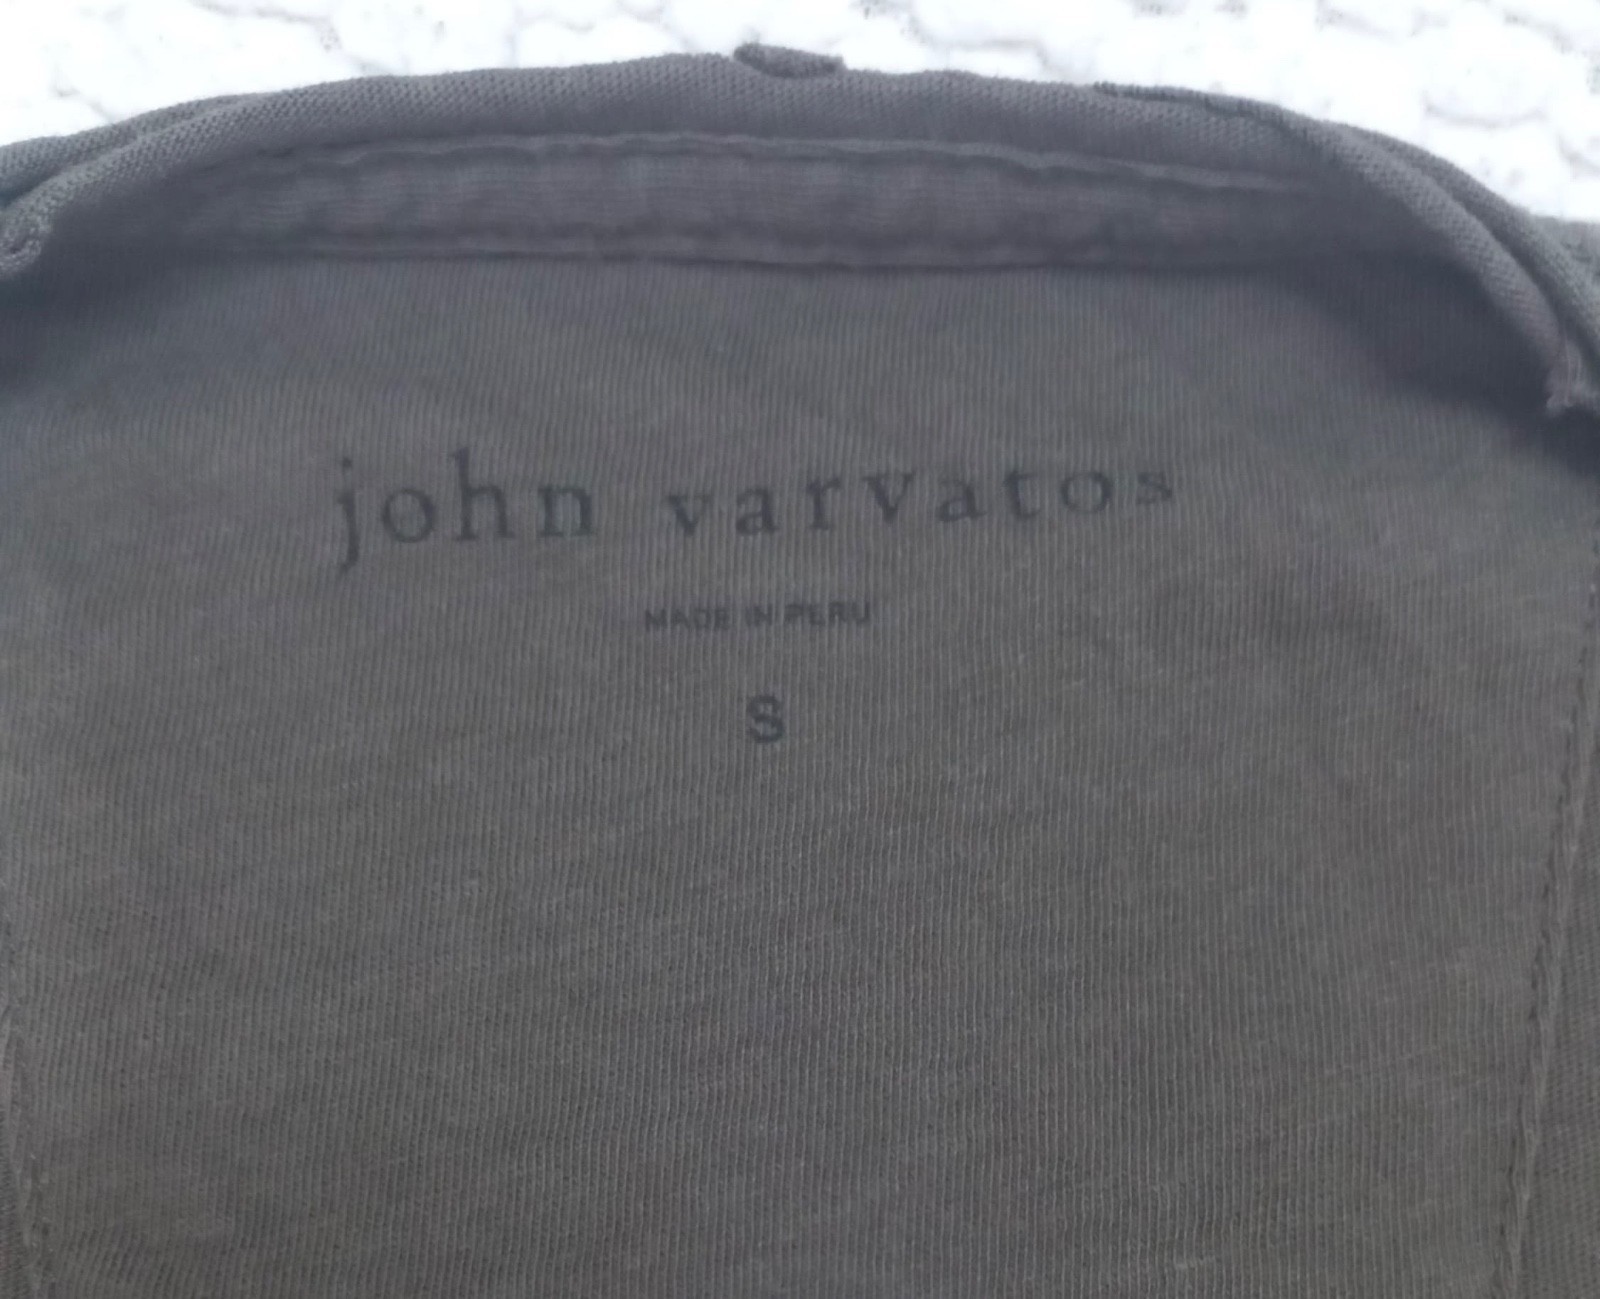 john varvatos
MADE IN PERU
S